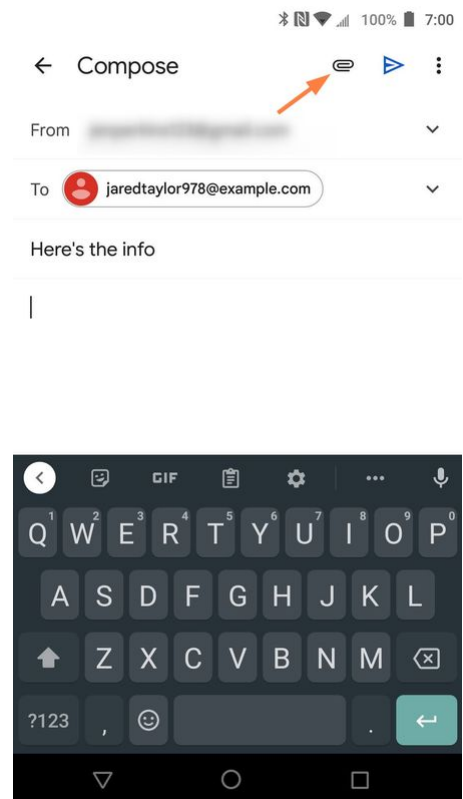 100% 7:00
Compose
From
To jaredtaylor978@example.com
Here's the info
GIF
1 2 3 4 5 6 7 8 9 0
Q W E R T Y U I O P
A S D F G H J K L
Z X C V B N M
?123 , .